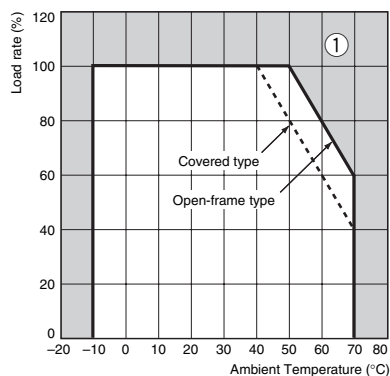 Load rate (%)
120
100
80
60
40
20
0
①
Covered type
Open-frame type
−20 −10 0 10 20 30 40 50 60 70 80
Ambient Temperature (°C)